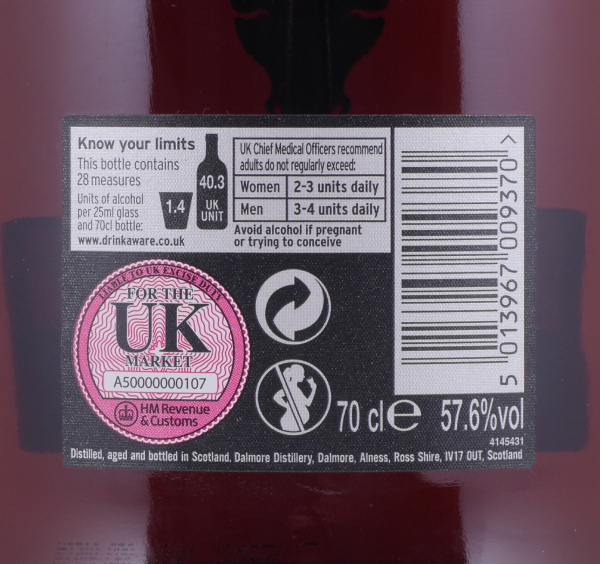 Know your limits
This bottle contains
28 measures
Units of alcohol
per 25ml glass
and 70cl bottle:
www.drinkaware.co.uk
1.4
40.3
UK
UNIT
UK Chief Medical Officers recommend
adults do not regularly exceed:
Women 2-3 units daily
Men 3-4 units daily
Avoid alcohol if pregnant
or trying to conceive
5 013967 009370 >
LIABLE TO UK EXCISE DUTY
FOR THE
UK
MARKET
A50000000107
HM Revenue
& Customs
70 cl e 57.6%vol
4145431
Distilled, aged and bottled in Scotland. Dalmore Distillery, Dalmore, Alness, Ross Shire, IV17 0UT, Scotland